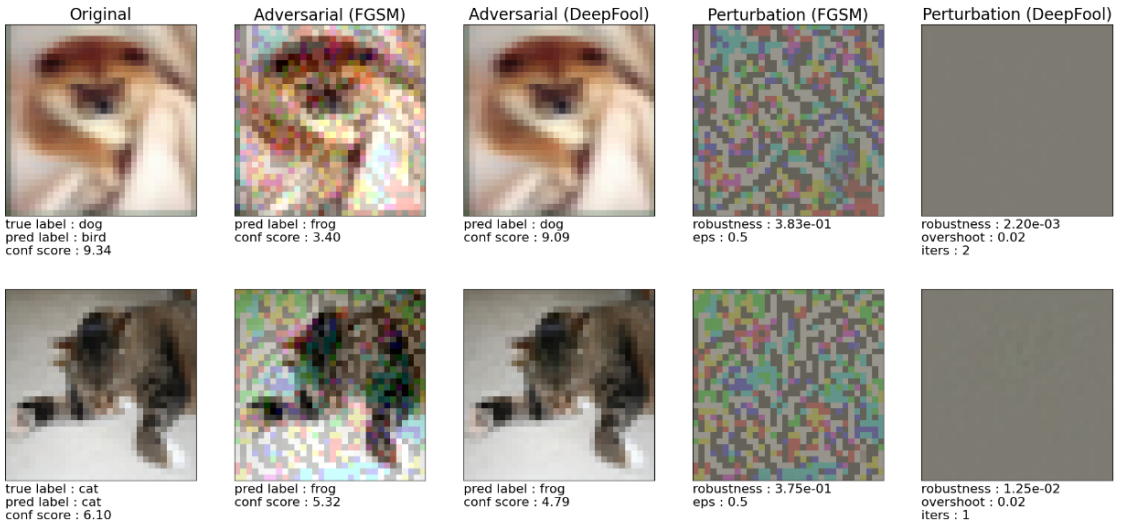 Original
Adversarial (FGSM)
Adversarial (DeepFool)
Perturbation (FGSM)
Perturbation (DeepFool)
true label : dog
pred label : bird
conf score : 9.34
pred label : frog
conf score : 3.40
pred label : dog
conf score : 9.09
robustness : 3.83e-01
eps : 0.5
robustness : 2.20e-03
overshoot : 0.02
iters : 2
true label : cat
pred label : cat
conf score : 6.10
pred label : frog
conf score : 5.32
pred label : frog
conf score : 4.79
robustness : 3.75e-01
eps : 0.5
robustness : 1.25e-02
overshoot : 0.02
iters : 1